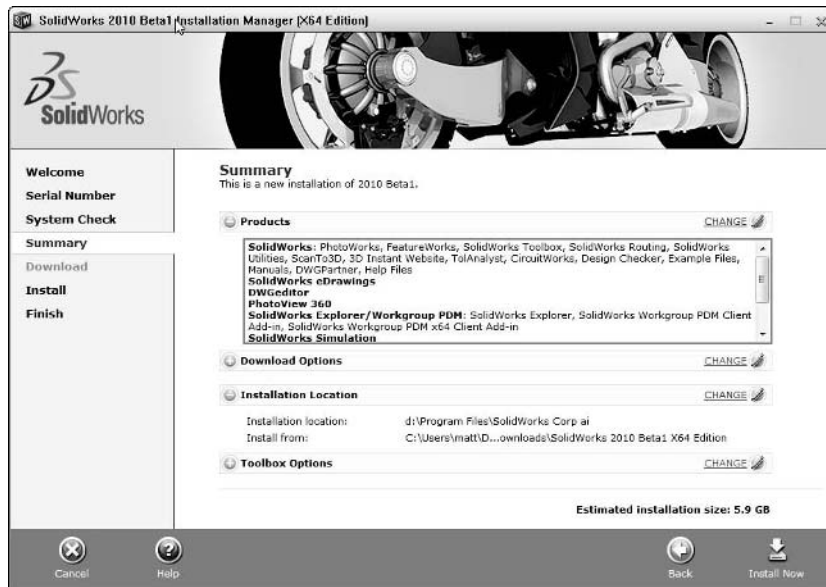 SolidWorks 2010 Beta1 Installation Manager (X64 Edition)
SolidWorks
Welcome
Serial Number
System Check
Summary
Download
Install
Finish
Summary
This is a new installation of 2010 Beta1.
Products
CHANGE
SolidWorks: PhotoWorks, FeatureWorks, SolidWorks Toolbox, SolidWorks Routing, SolidWorks
Utilities, ScanTo3D, 3D Instant Website, TolAnalyst, CircuitWorks, Design Checker, Example Files,
Manuals, DWGPartner, Help Files
SolidWorks eDrawings
DWGeditor
PhotoView 360
SolidWorks Explorer/Workgroup PDM: SolidWorks Explorer, SolidWorks Workgroup PDM Client
Add-in, SolidWorks Workgroup PDM x64 Client Add-in
SolidWorks Simulation
Download Options
CHANGE
Installation Location
CHANGE
Installation location: d:\Program Files\SolidWorks Corp ai
Install from: C:\Users\matt\D...ownloads\SolidWorks 2010 Beta1 X64 Edition
Toolbox Options
CHANGE
Estimated installation size: 5.9 GB
Cancel
Help
Back
Install Now